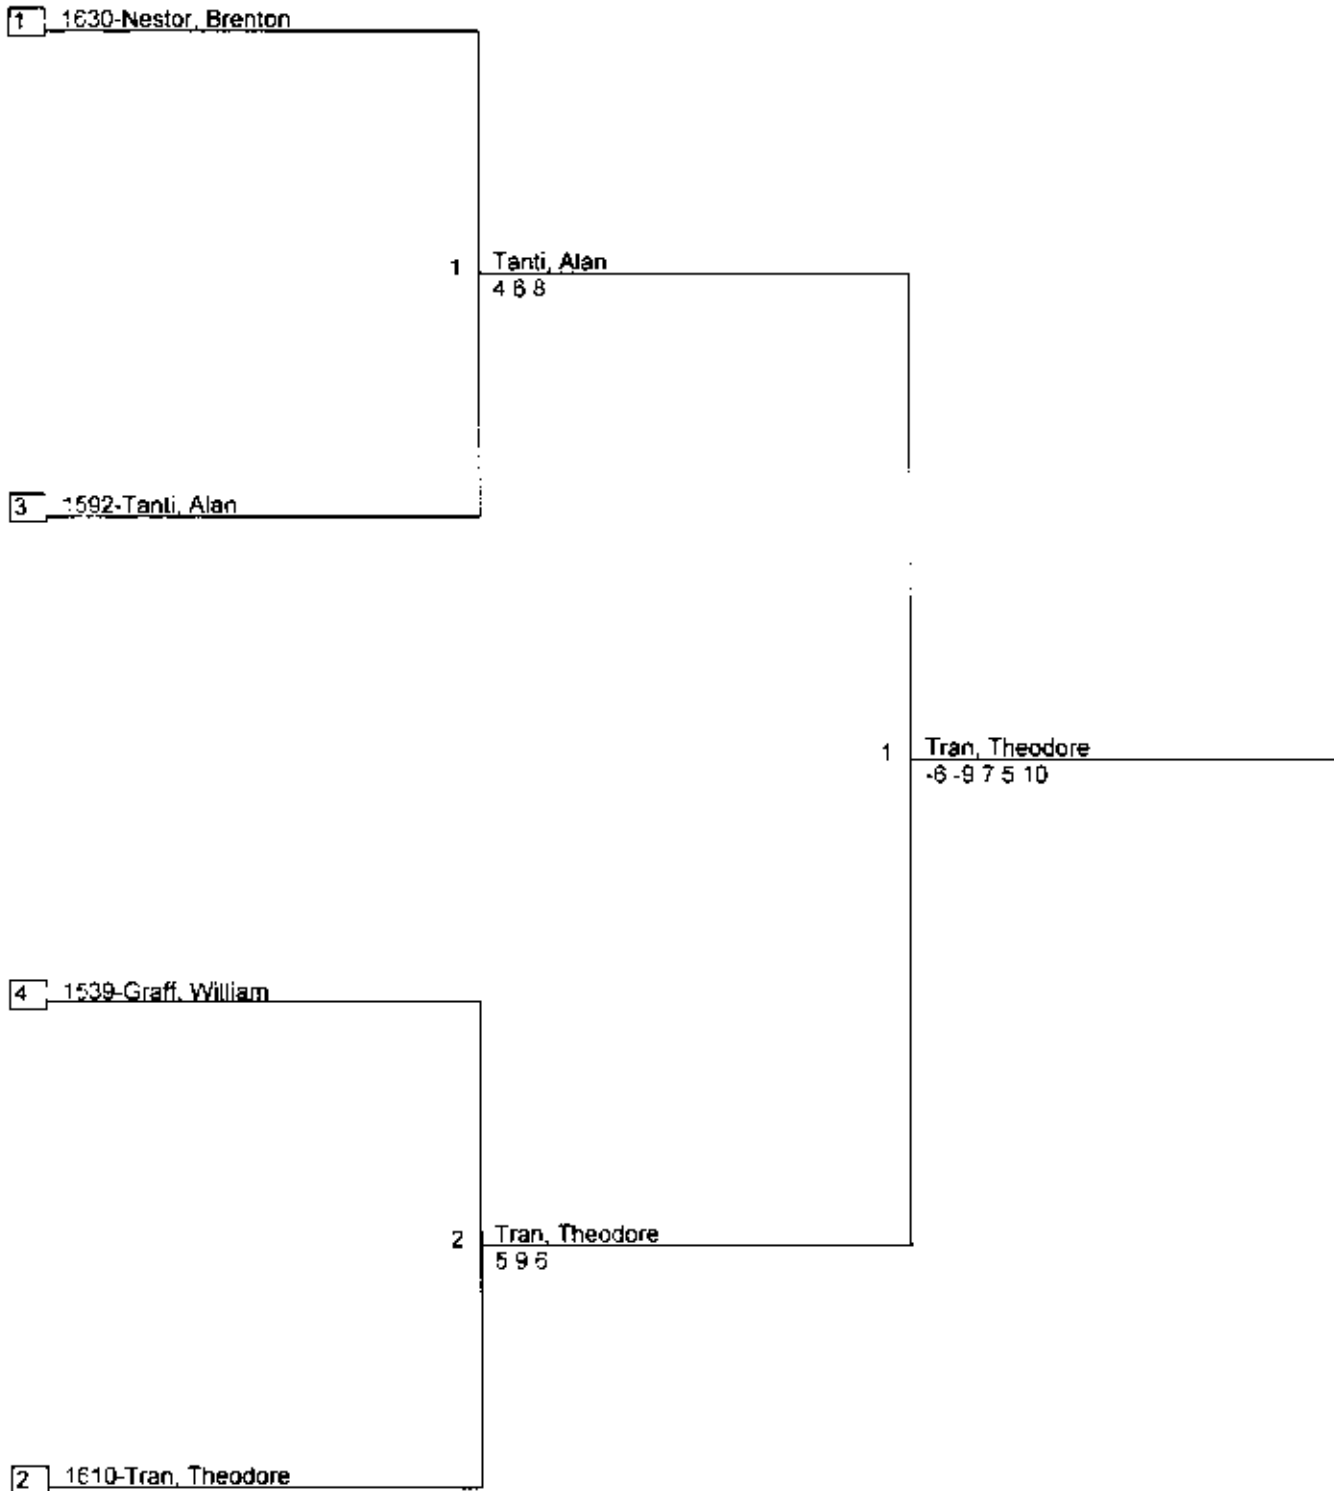 1 1630-Nestor, Brenton
1 Tanti, Alan
4 6 8
3 1592-Tanti, Alan
1 Tran, Theodore
-6 -9 7 5 10
4 1539-Graff, William
2 Tran, Theodore
5 9 6
2 1610-Tran, Theodore